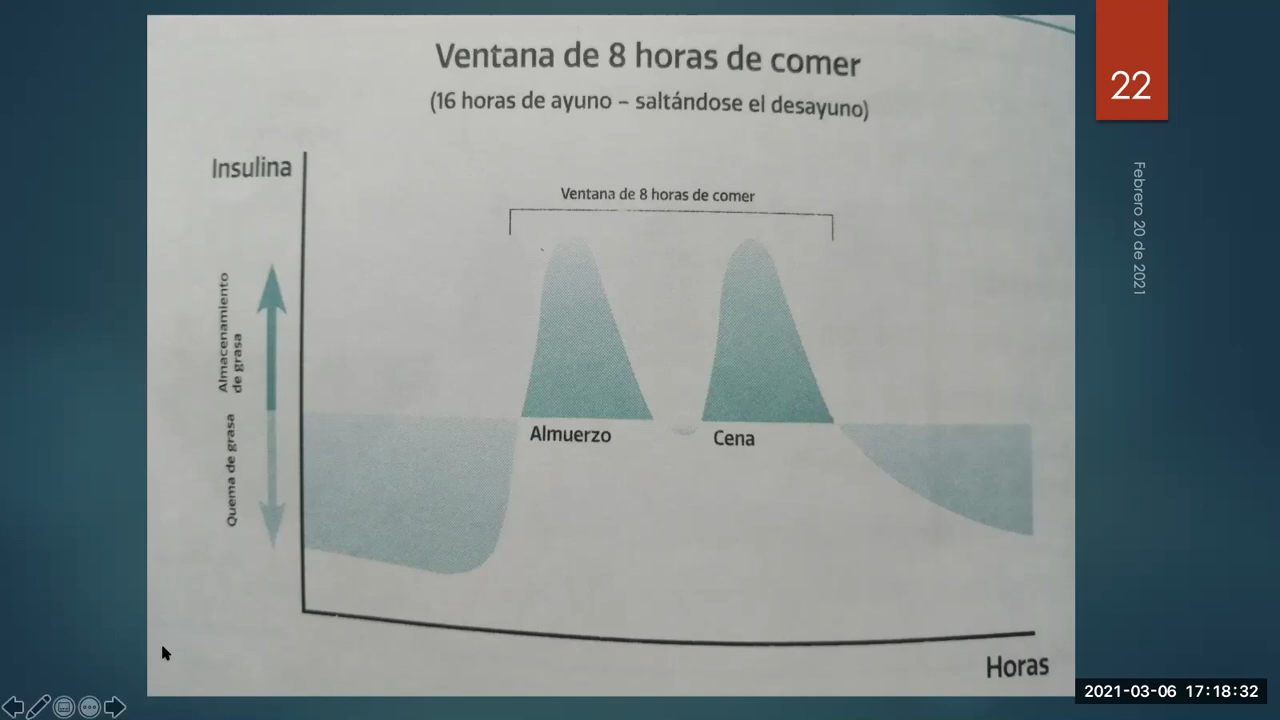 Ventana de 8 horas de comer
(16 horas de ayuno – saltándose el desayuno)
Insulina
Ventana de 8 horas de comer
Almacenamiento
de grasa
Quema de grasa
Almuerzo
Cena
Horas
22
Febrero 20 de 2021
2021-03-06 17:18:32